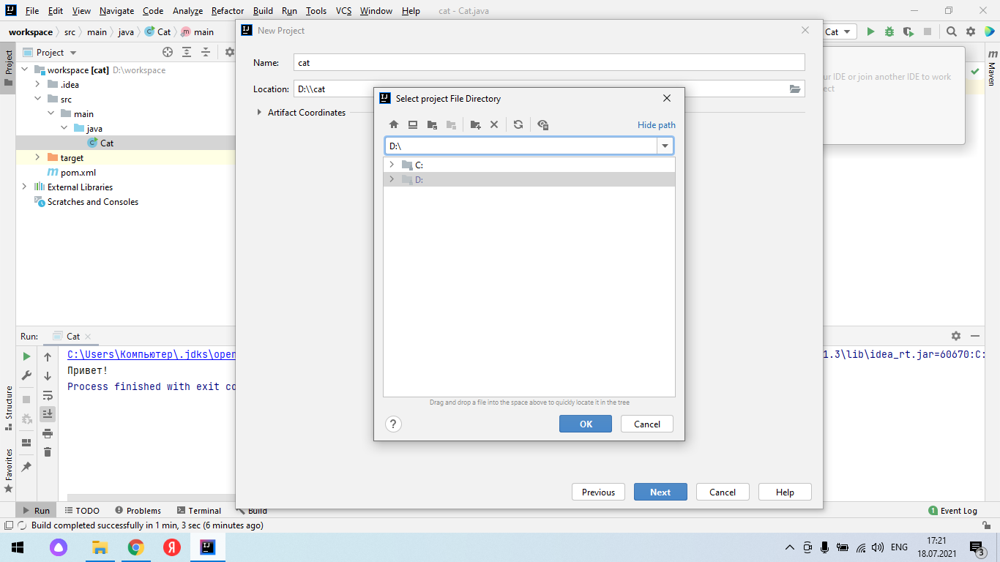 File Edit View Navigate Code Analyze Refactor Build Run Tools VCS Window Help cat - Cat.java
workspace src main java Cat main
Cat
New Project
Project
Project
Maven
workspace [cat] D:\workspace
.idea
src
main
java
Cat
target
pom.xml
External Libraries
Scratches and Consoles
Name: cat
Location: D:\\cat
Artifact Coordinates
ur IDE or join another IDE to work
ect
Select project File Directory
Hide path
D:\
C:
D:
Drag and drop a file into the space above to quickly locate it in the tree
? OK Cancel
Previous Next Cancel Help
Run: Cat
C:\Users\Компьютер\.jdks\open
1.3\lib\idea_rt.jar=60670:C:
Привет!
Process finished with exit co
Structure
Favorites
Run TODO Problems Terminal Build 1 Event Log
Build completed successfully in 1 min, 3 sec (6 minutes ago)
Я
ENG
17:21
18.07.2021
3